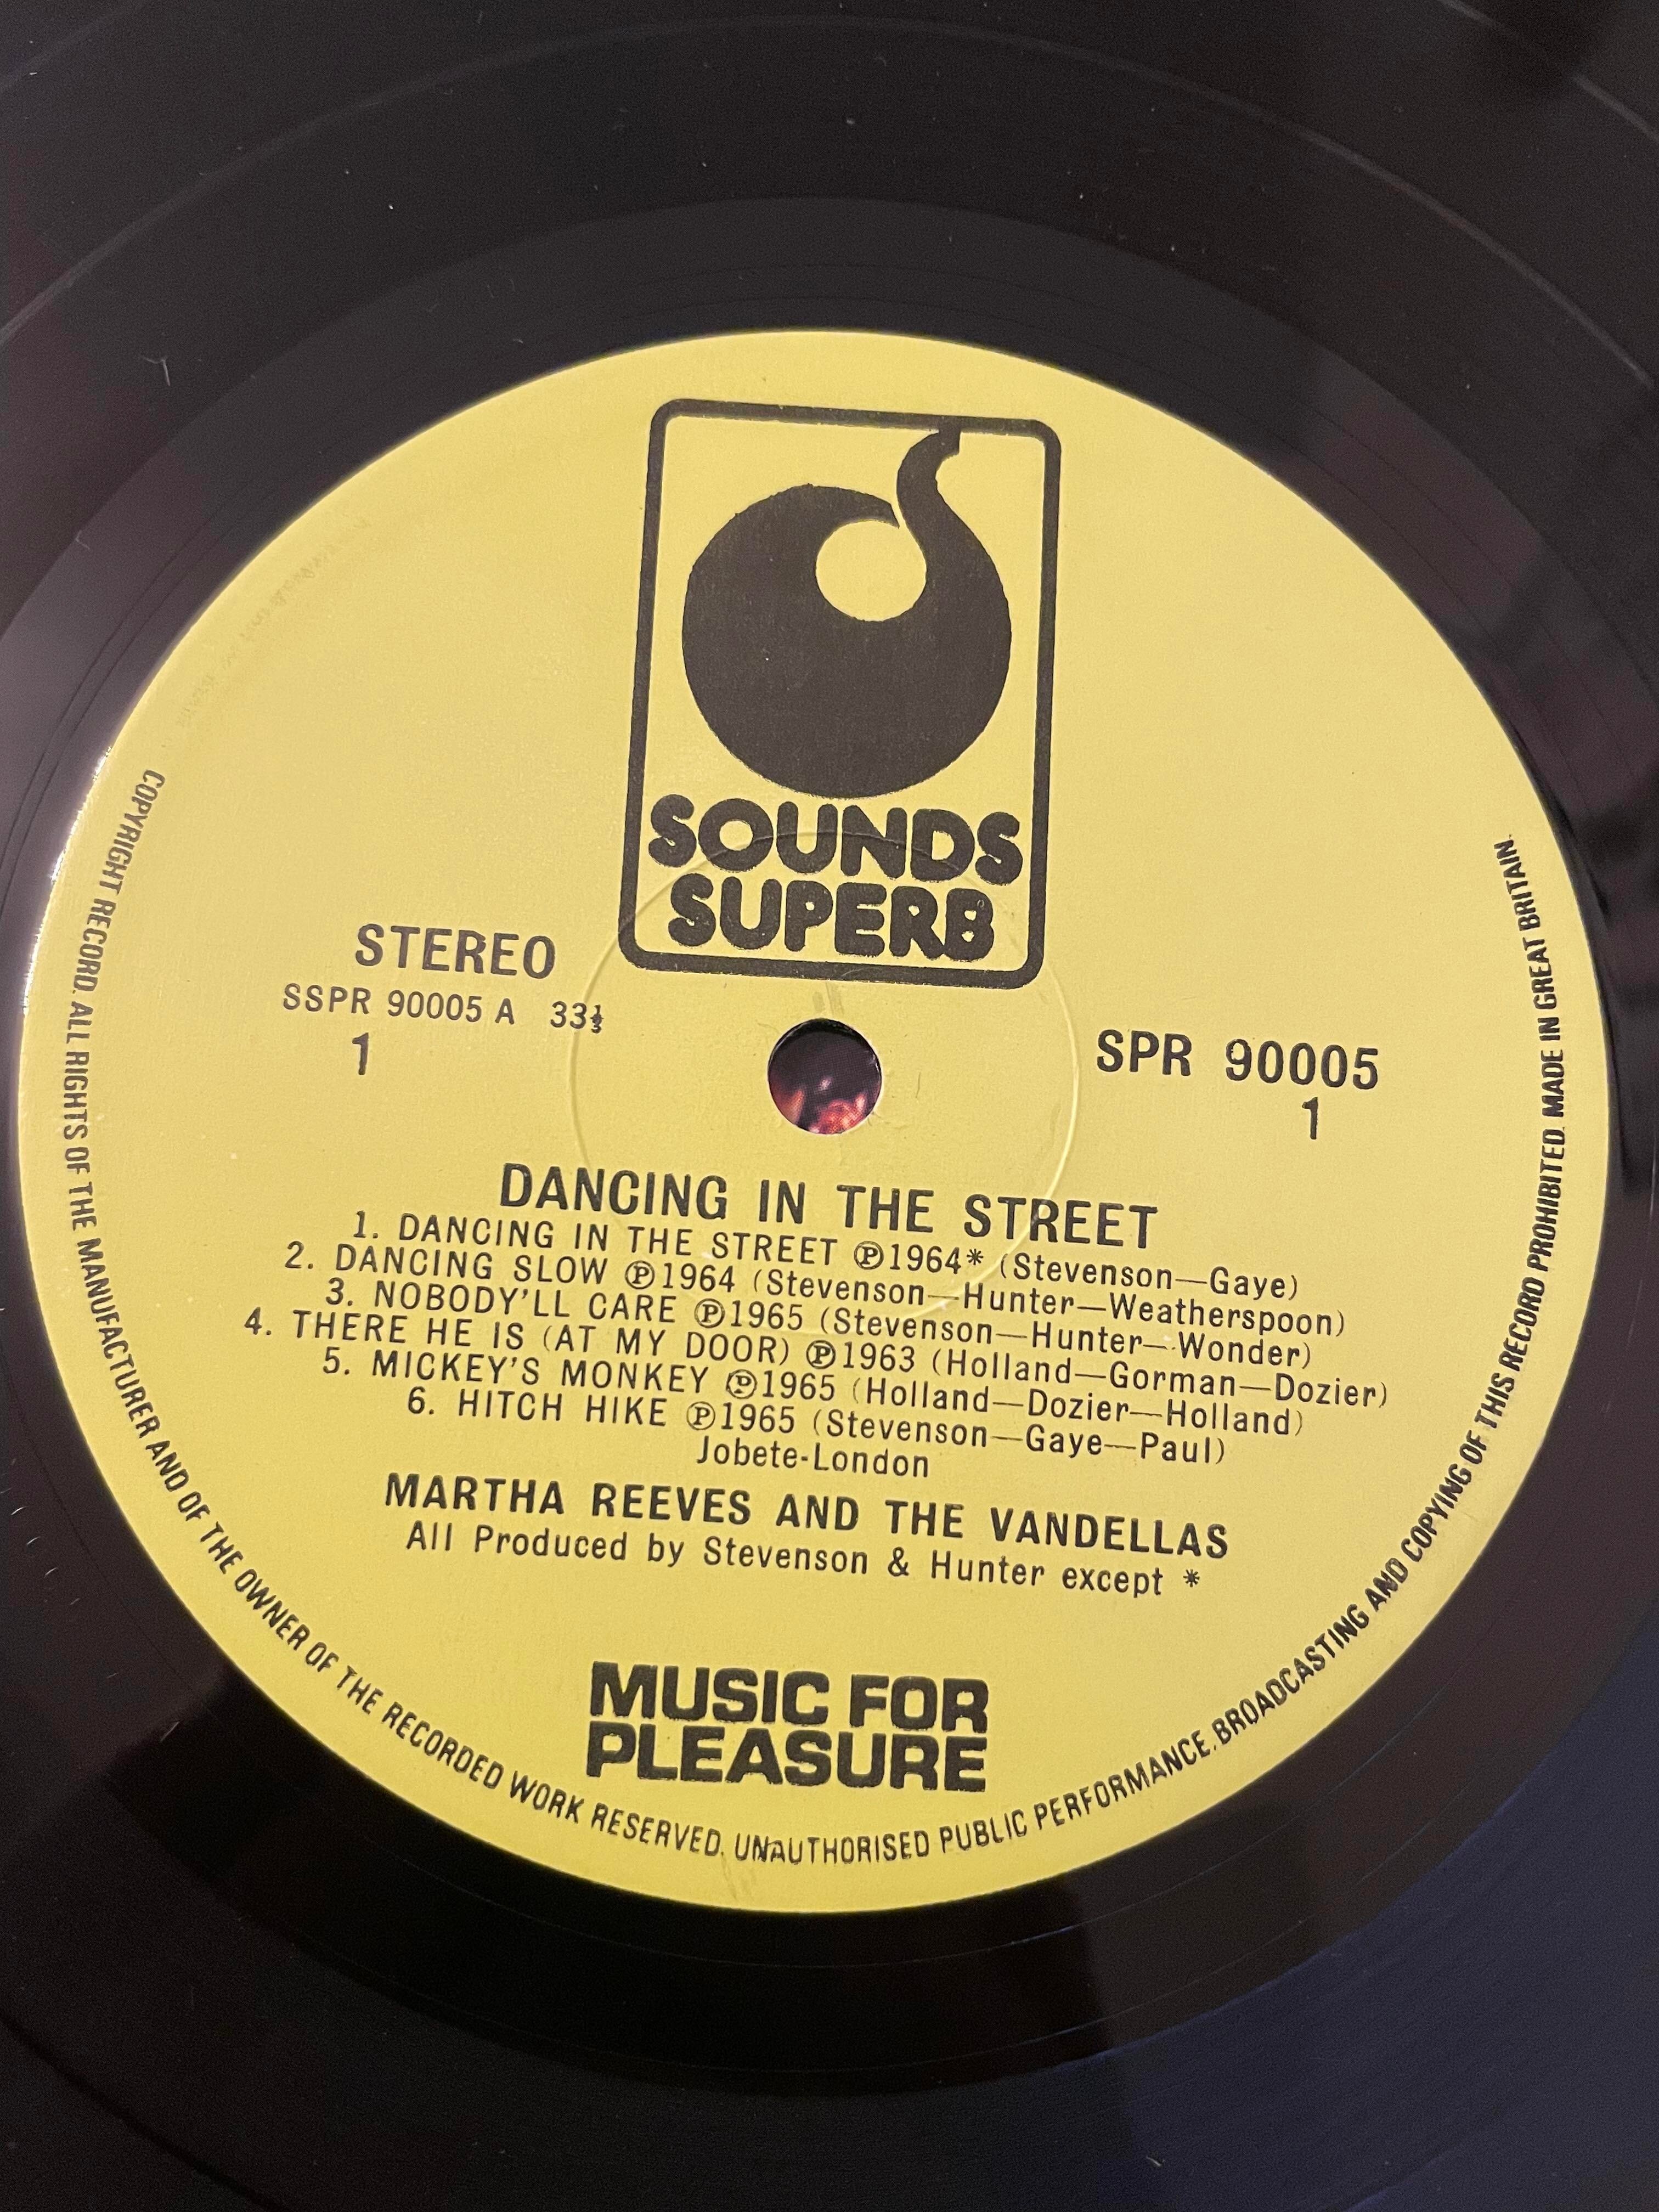 SOUNDS
SUPERB
STEREO
SSPR 90005 A 33⅓
1
SPR 90005
1
DANCING IN THE STREET
1. DANCING IN THE STREET ℗1964* (Stevenson—Gaye)
2. DANCING SLOW ℗1964 (Stevenson—Hunter—Weatherspoon)
3. NOBODY'LL CARE ℗1965 (Stevenson—Hunter—Wonder)
4. THERE HE IS (AT MY DOOR) ℗1963 (Holland—Gorman—Dozier)
5. MICKEY'S MONKEY ℗1965 (Holland—Dozier—Holland)
6. HITCH HIKE ℗1965 (Stevenson—Gaye—Paul)
Jobete-London
MARTHA REEVES AND THE VANDELLAS
All Produced by Stevenson & Hunter except *
MUSIC FOR
PLEASURE
COPYRIGHT RECORD. ALL RIGHTS OF THE MANUFACTURER AND OF THE OWNER OF THE RECORDED WORK RESERVED. UNAUTHORISED PUBLIC PERFORMANCE. BROADCASTING AND COPYING OF THIS RECORD PROHIBITED. MADE IN GREAT BRITAIN.